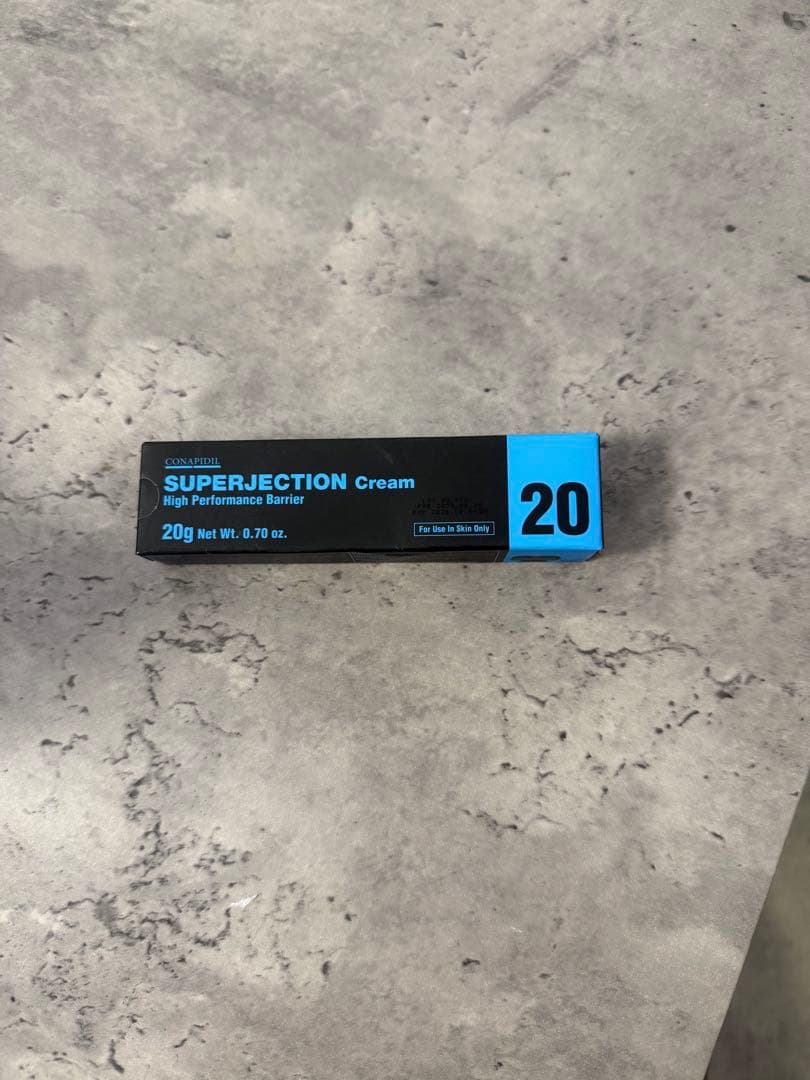 CONAPIDIL
SUPERJECTION Cream
High Performance Barrier
20g Net Wt. 0.70 oz.
For Use In Skin Only
20